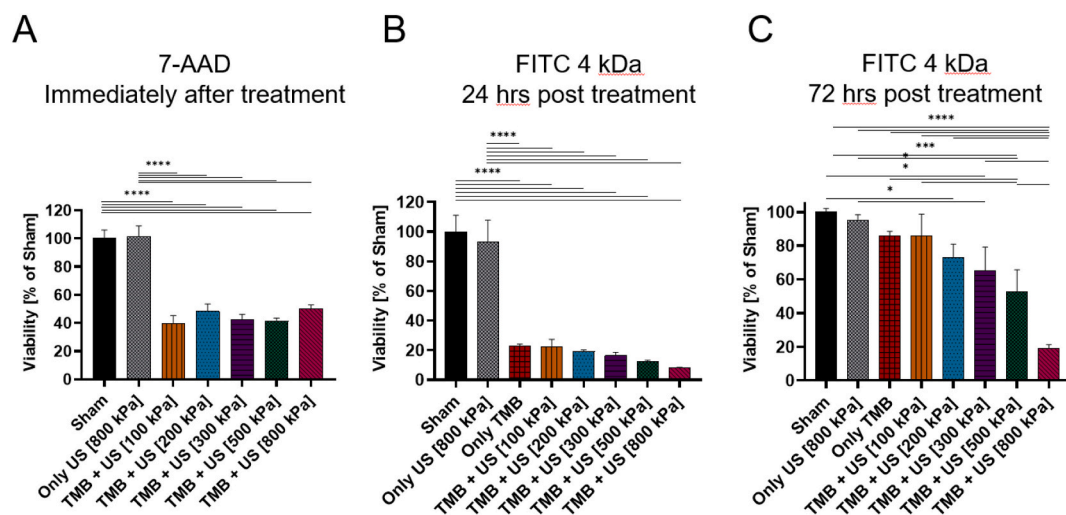 A
7-AAD
Immediately after treatment
****
****
Viability [% of Sham]
120
100
80
60
40
20
0
Sham
Only US [800 kPa]
TMB + US [100 kPa]
TMB + US [200 kPa]
TMB + US [300 kPa]
TMB + US [500 kPa]
TMB + US [800 kPa]
B
FITC 4 kDa
24 hrs post treatment
****
****
Viability [% of Sham]
120
100
80
60
40
20
0
Sham
Only US [800 kPa]
Only TMB
TMB + US [100 kPa]
TMB + US [200 kPa]
TMB + US [300 kPa]
TMB + US [500 kPa]
TMB + US [800 kPa]
C
FITC 4 kDa
72 hrs post treatment
****
***
*
*
*
Viability [% of Sham]
100
80
60
40
20
0
Sham
Only US [800 kPa]
Only TMB
TMB + US [100 kPa]
TMB + US [200 kPa]
TMB + US [300 kPa]
TMB + US [500 kPa]
TMB + US [800 kPa]